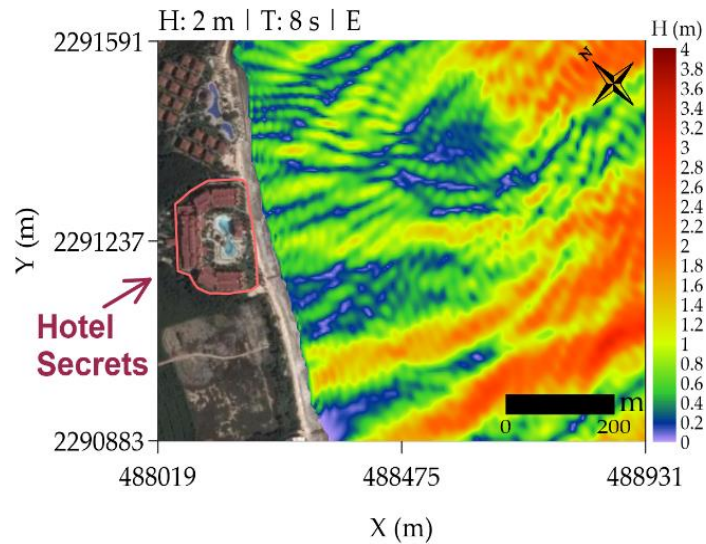 H: 2 m | T: 8 s | E
H (m)
2291591
2291237
2290883
Y (m)
Hotel
Secrets
N
4
3.8
3.6
3.4
3.2
3
2.8
2.6
2.4
2.2
2
1.8
1.6
1.4
1.2
1
0.8
0.6
0.4
0.2
0
m
0 200
488019 488475 488931
X (m)